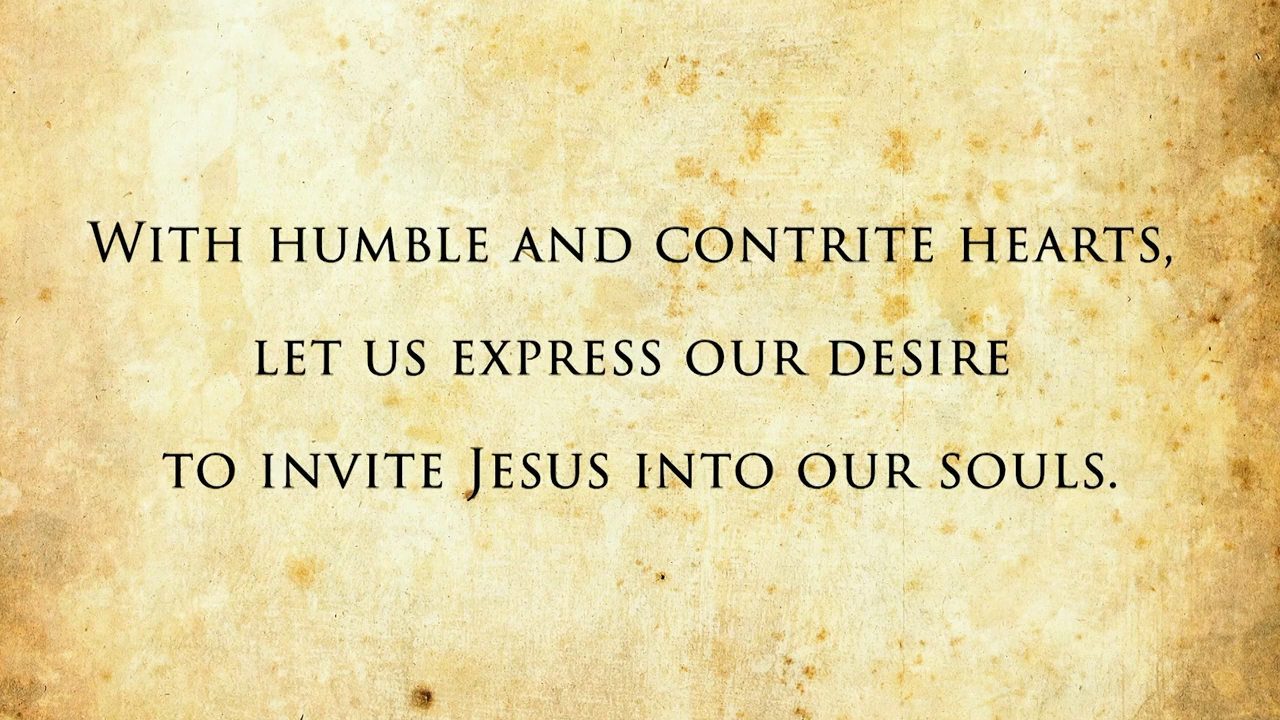 With humble and contrite hearts,
let us express our desire
to invite Jesus into our souls.